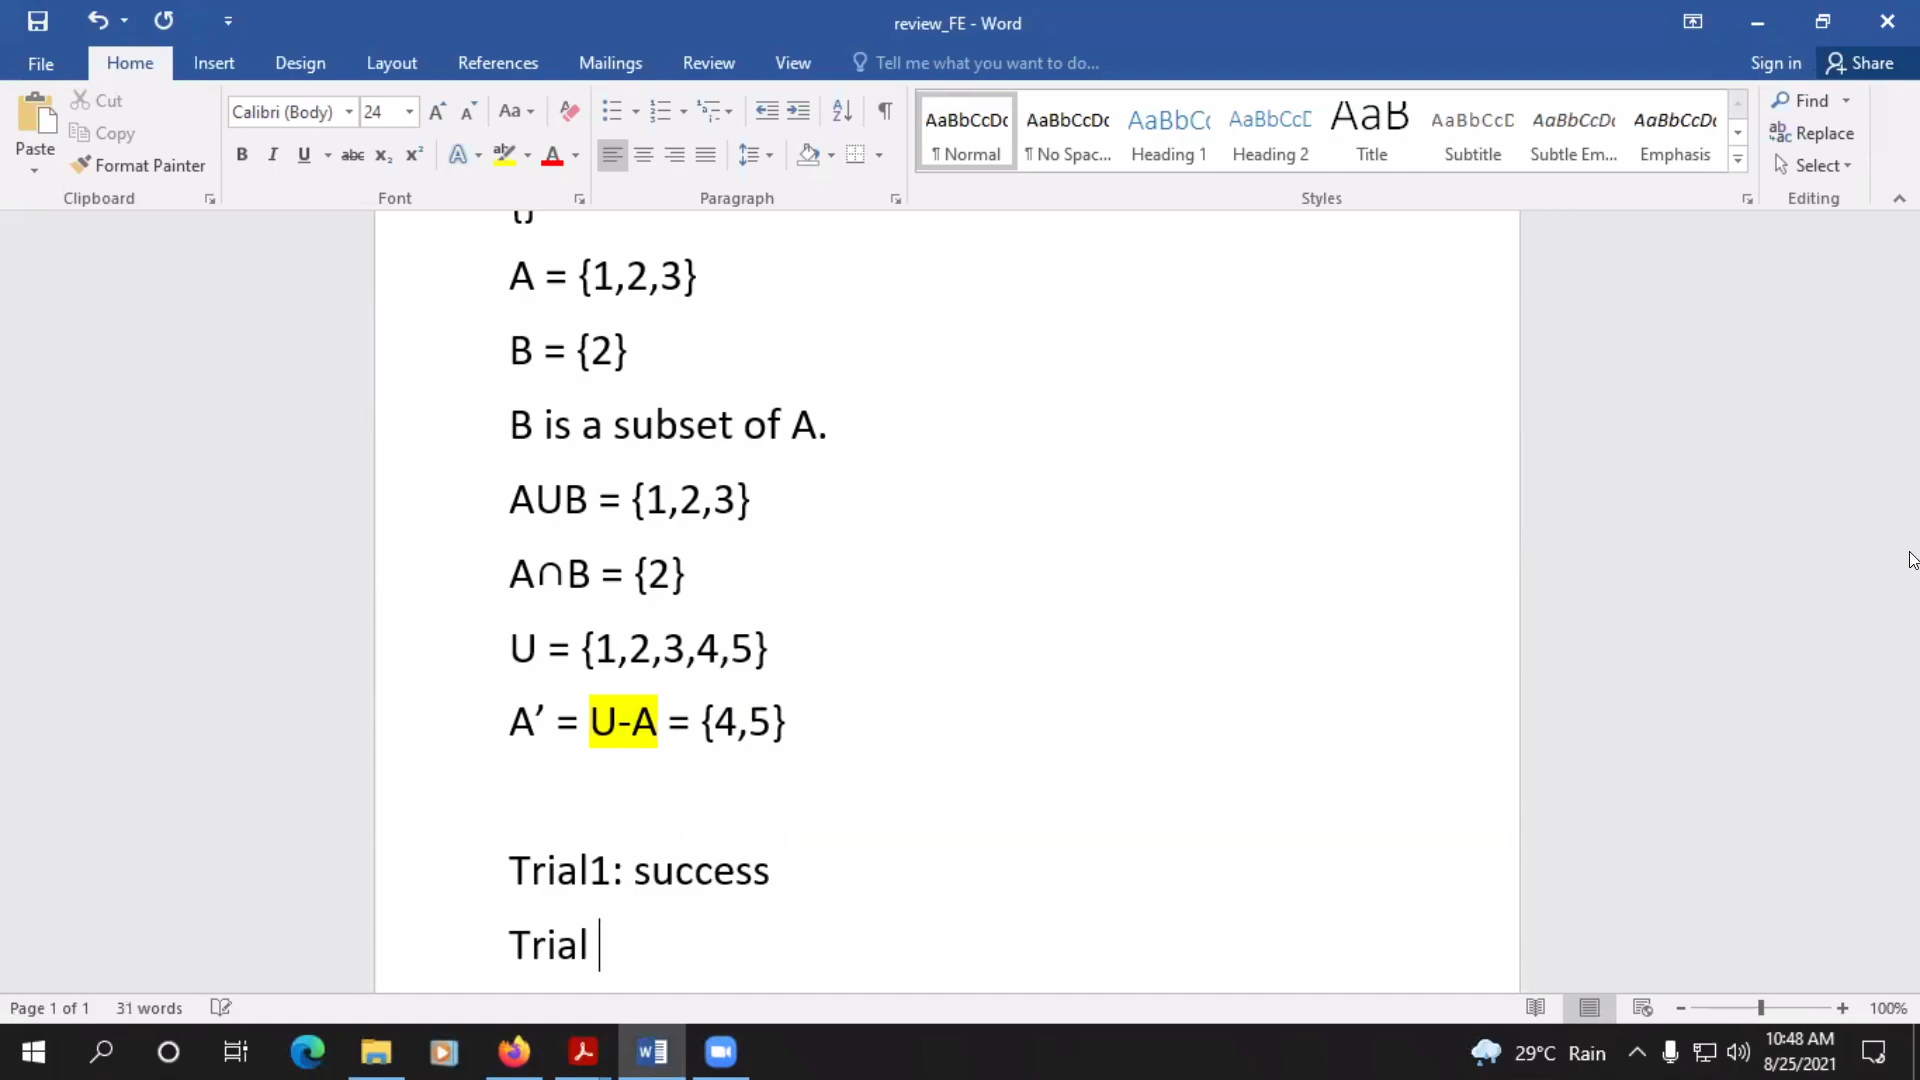 review_FE - Word
File Home Insert Design Layout References Mailings Review View Tell me what you want to do... Sign in Share
Paste
Cut
Copy
Format Painter
Clipboard
Calibri (Body) 24
Font
Paragraph
AaBbCcDc AaBbCcDc AaBbCc AaBbCcD AaB AaBbCcD AaBbCcDc AaBbCcDc
¶ Normal ¶ No Spac... Heading 1 Heading 2 Title Subtitle Subtle Em... Emphasis
Styles
Find
Replace
Select
Editing
A = {1,2,3}
B = {2}
B is a subset of A.
AUB = {1,2,3}
A∩B = {2}
U = {1,2,3,4,5}
A’ = U-A = {4,5}
Trial1: success
Trial
Page 1 of 1 31 words 100%
29°C Rain
10:48 AM
8/25/2021